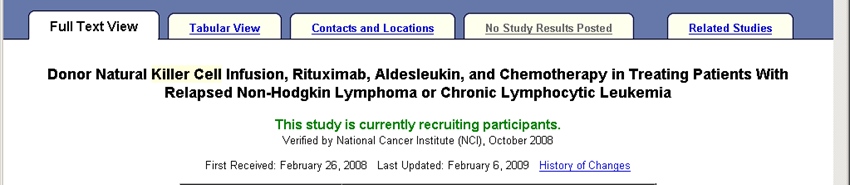 Full Text View Tabular View Contacts and Locations No Study Results Posted Related Studies
Donor Natural Killer Cell Infusion, Rituximab, Aldesleukin, and Chemotherapy in Treating Patients With
Relapsed Non-Hodgkin Lymphoma or Chronic Lymphocytic Leukemia
This study is currently recruiting participants.
Verified by National Cancer Institute (NCI), October 2008
First Received: February 26, 2008 Last Updated: February 6, 2009 History of Changes